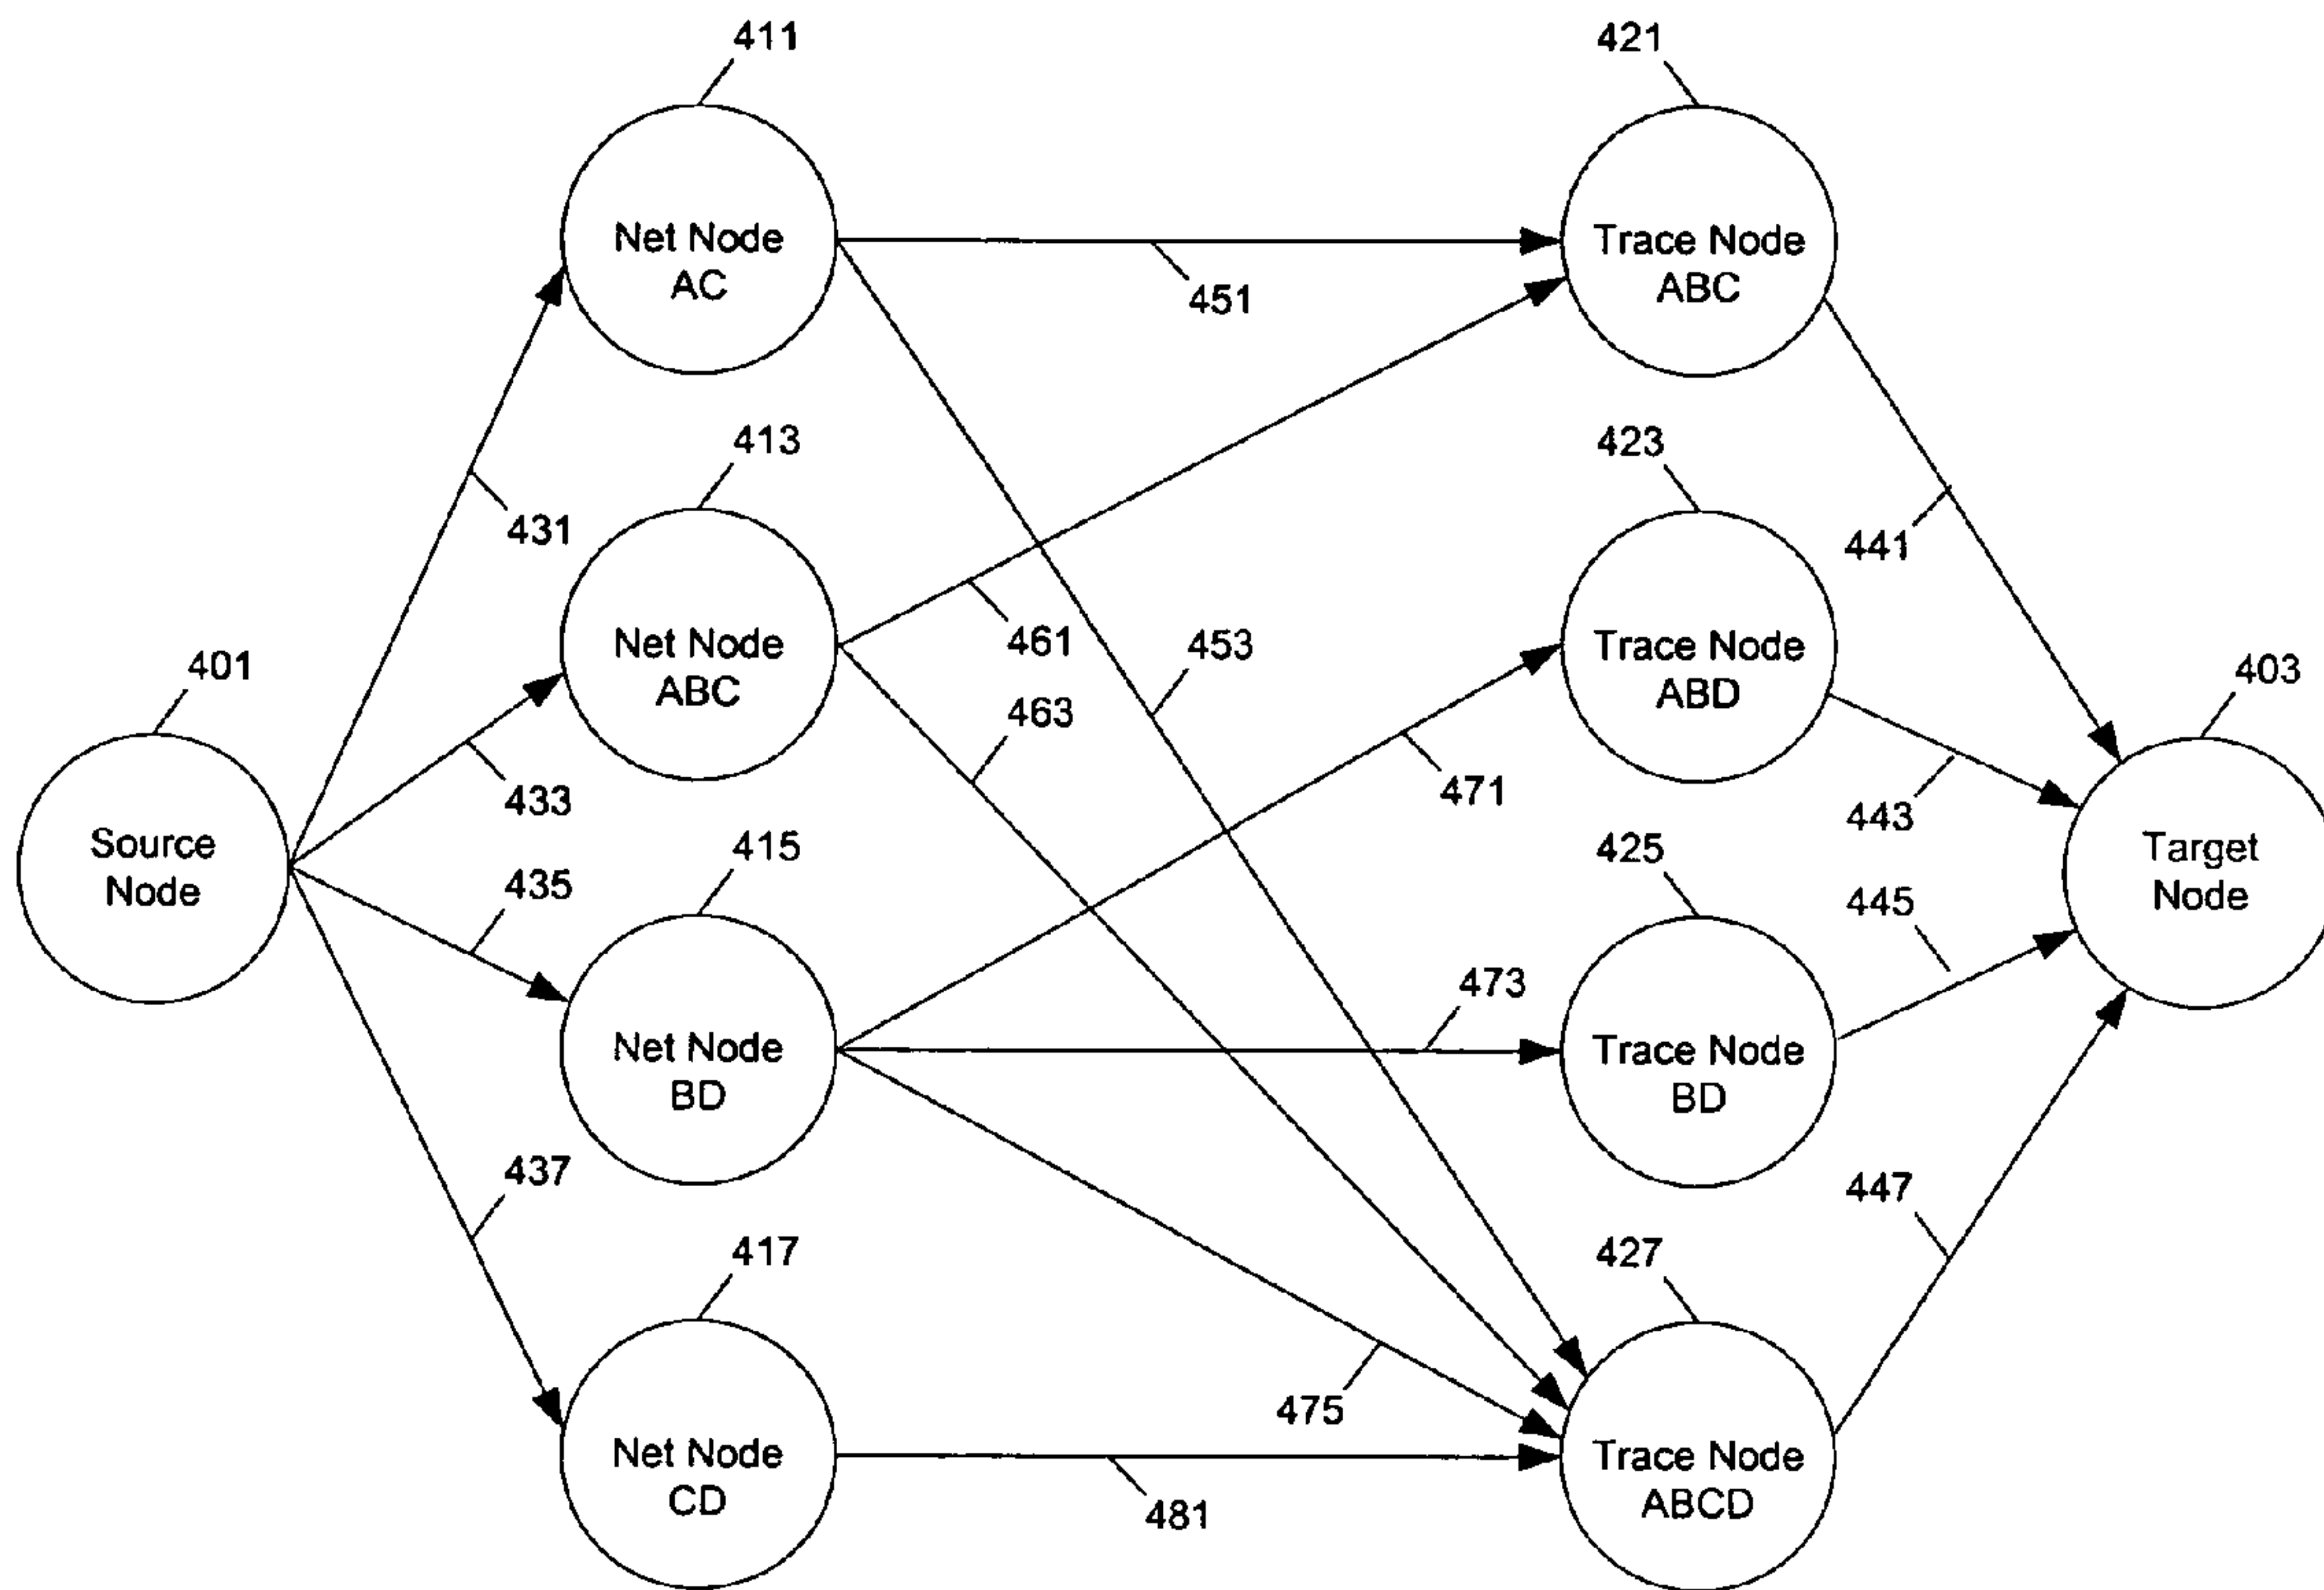 411
421
Net Node
AC
Trace Node
ABC
451
431
441
413
423
Net Node
ABC
Trace Node
ABD
461
453
463
401
403
433
471
443
Source
Node
Target
Node
435
415
425
445
473
Net Node
BD
Trace Node
BD
437
447
417
427
475
Net Node
CD
Trace Node
ABCD
481